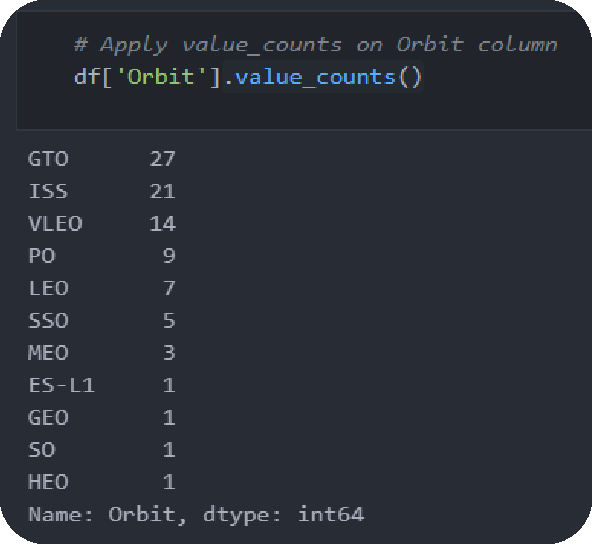 # Apply value_counts on Orbit column
df['Orbit'].value_counts()
GTO 27
ISS 21
VLEO 14
PO 9
LEO 7
SSO 5
MEO 3
ES-L1 1
GEO 1
SO 1
HEO 1
Name: Orbit, dtype: int64